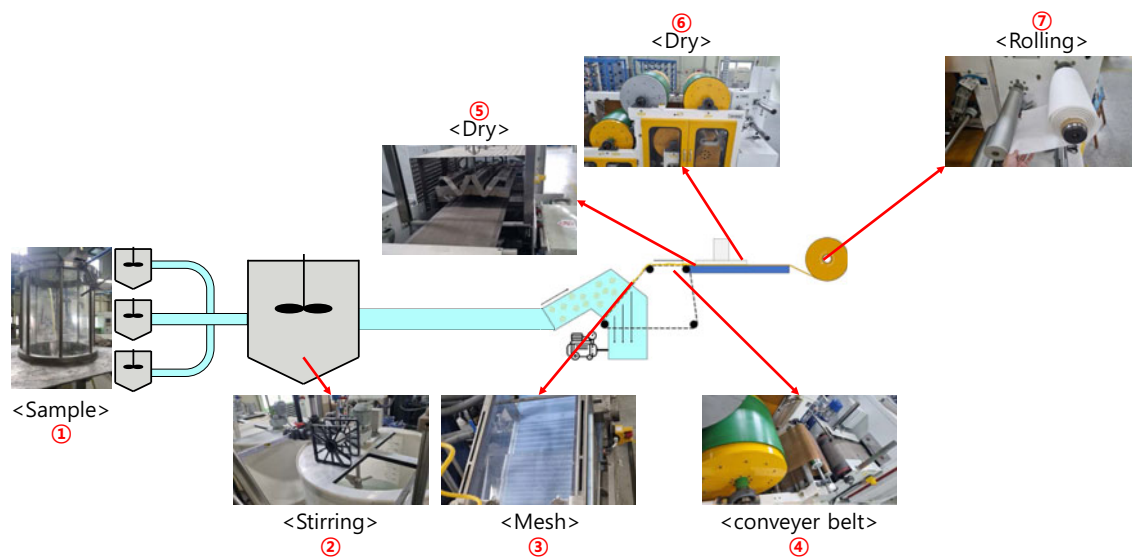 ⑥
<Dry>
⑦
<Rolling>
⑤
<Dry>
<Sample>
①
<Stirring>
②
<Mesh>
③
<conveyer belt>
④